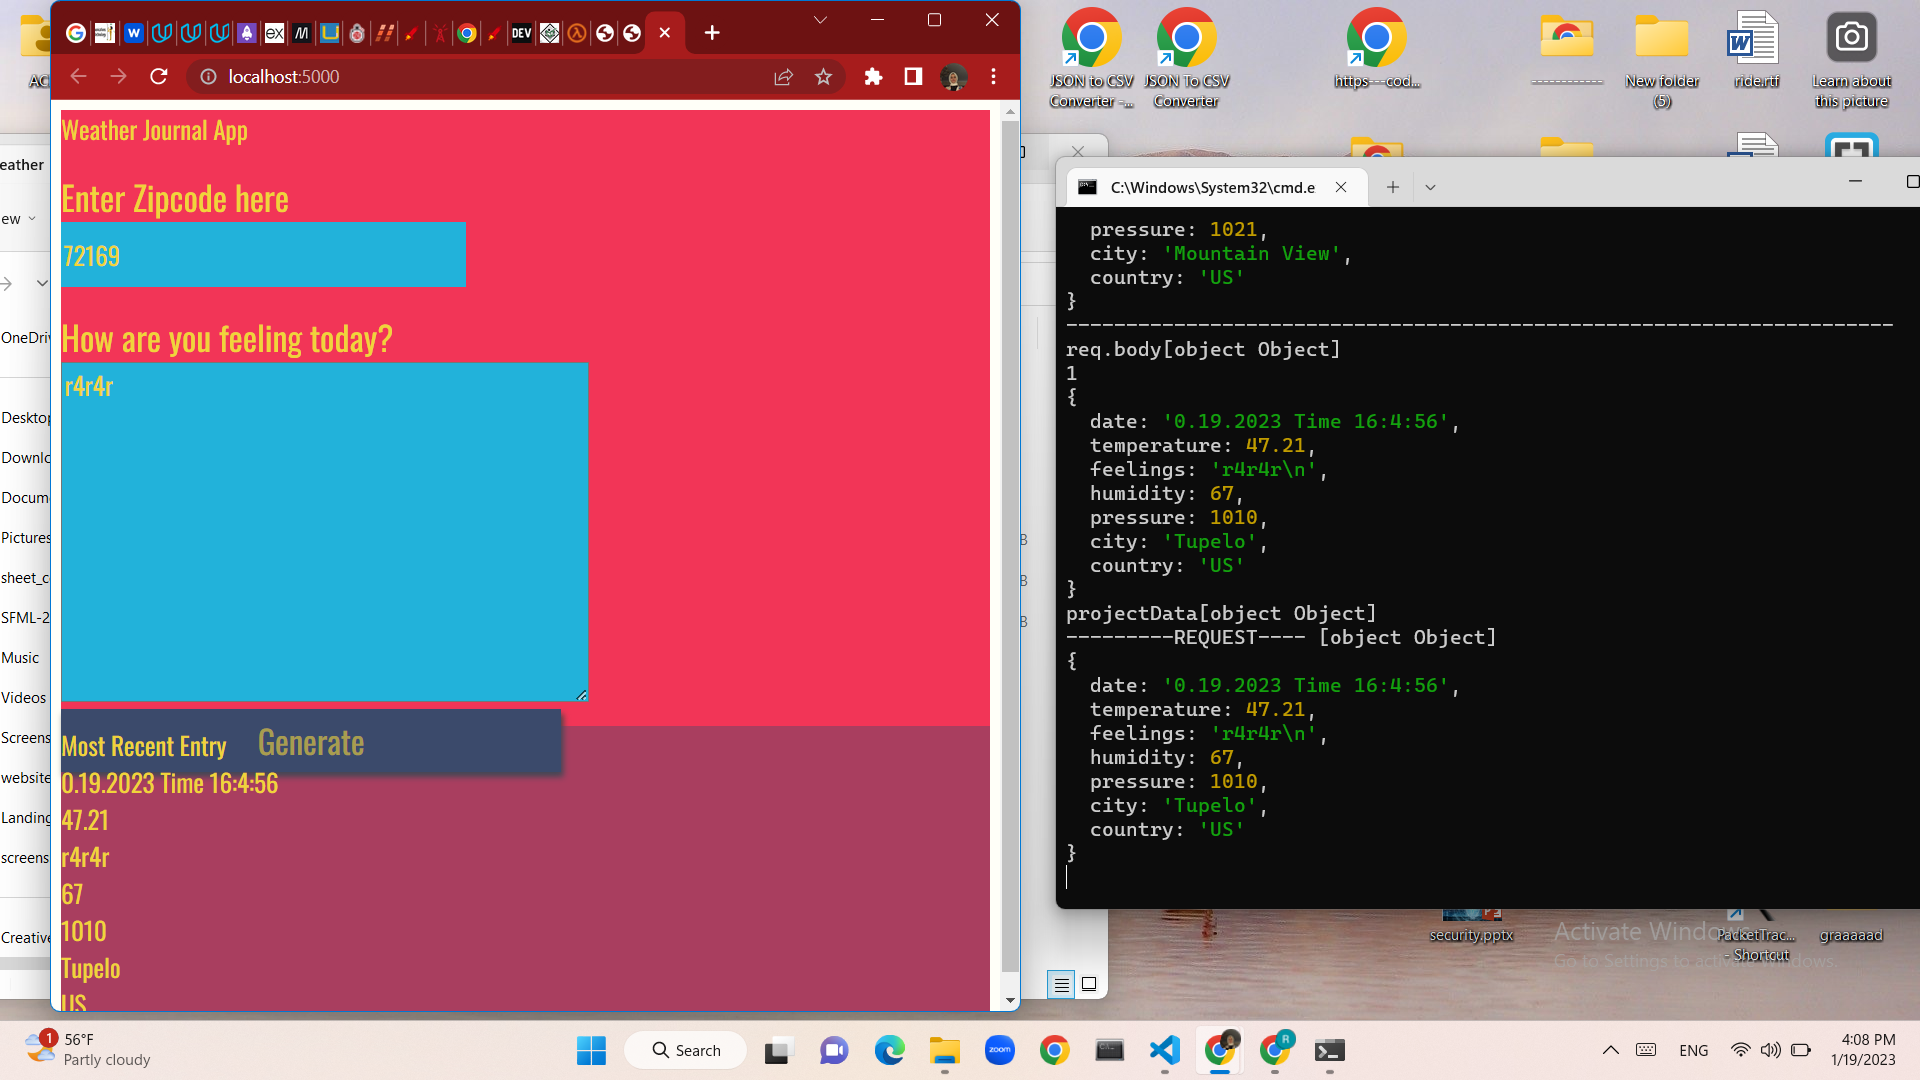 localhost:5000
Weather Journal App
Enter Zipcode here
72169
How are you feeling today?
r4r4r
Generate
Most Recent Entry
0.19.2023 Time 16:4:56
47.21
r4r4r
67
1010
Tupelo
US
eather
ew
OneDriv
Desktop
Downlo
Docum
Pictures
sheet_c
SFML-2
Music
Videos
Screens
website
Landing
screens
Creative
JSON to CSV
Converter -...
JSON To CSV
Converter
https---cod...
------------
New folder
(5)
ride.rtf
Learn about
this picture
C:\Windows\System32\cmd.e
pressure: 1021,
city: 'Mountain View',
country: 'US'
}
---------------------------------------------------------------------
req.body[object Object]
1
{
date: '0.19.2023 Time 16:4:56',
temperature: 47.21,
feelings: 'r4r4r\n',
humidity: 67,
pressure: 1010,
city: 'Tupelo',
country: 'US'
}
projectData[object Object]
---------REQUEST---- [object Object]
{
date: '0.19.2023 Time 16:4:56',
temperature: 47.21,
feelings: 'r4r4r\n',
humidity: 67,
pressure: 1010,
city: 'Tupelo',
country: 'US'
}
security.pptx
PacketTrac...
- Shortcut
graaaaad
Activate Windows
Go to Settings to activate Windows.
1
56°F
Partly cloudy
Search
zoom
R
ENG
4:08 PM
1/19/2023